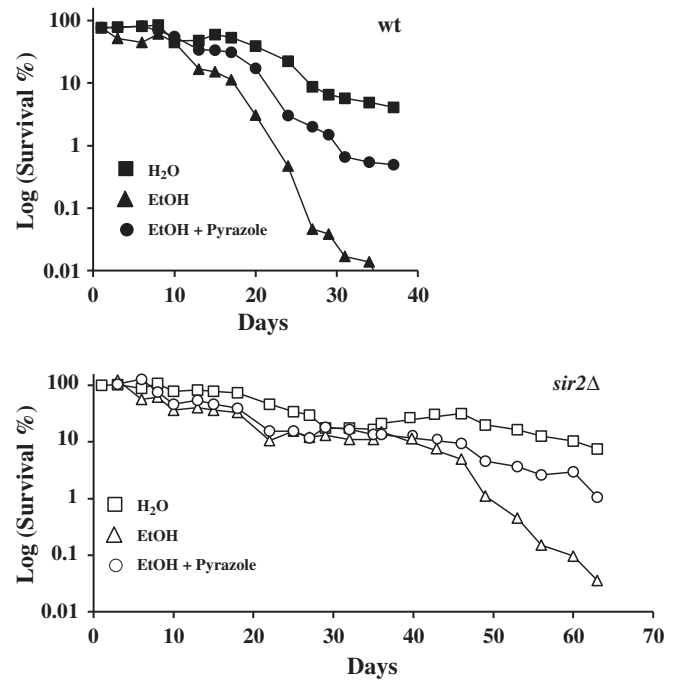 wt
Log (Survival %)
100
10
1
0.1
0.01
H₂O
EtOH
EtOH + Pyrazole
0 10 20 30 40
Days
sir2Δ
Log (Survival %)
100
10
1
0.1
0.01
H₂O
EtOH
EtOH + Pyrazole
0 10 20 30 40 50 60 70
Days